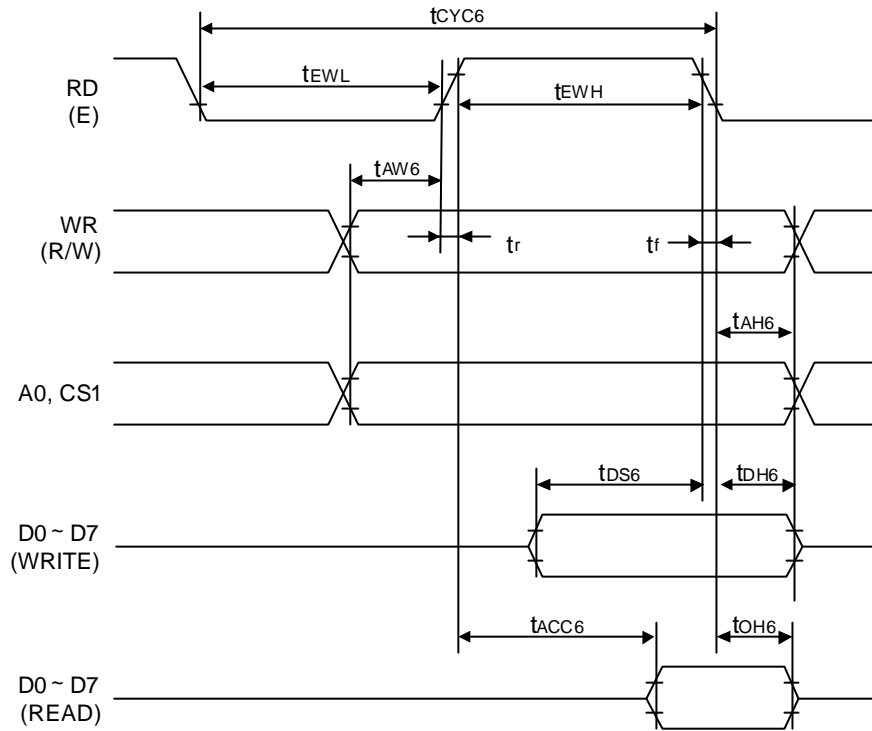 tCYC6
RD
(E)
tEWL
tEWH
tAW6
WR
(R/W)
tr
tf
tAH6
A0, CS1
tDS6
tDH6
D0 ~ D7
(WRITE)
tACC6
tOH6
D0 ~ D7
(READ)